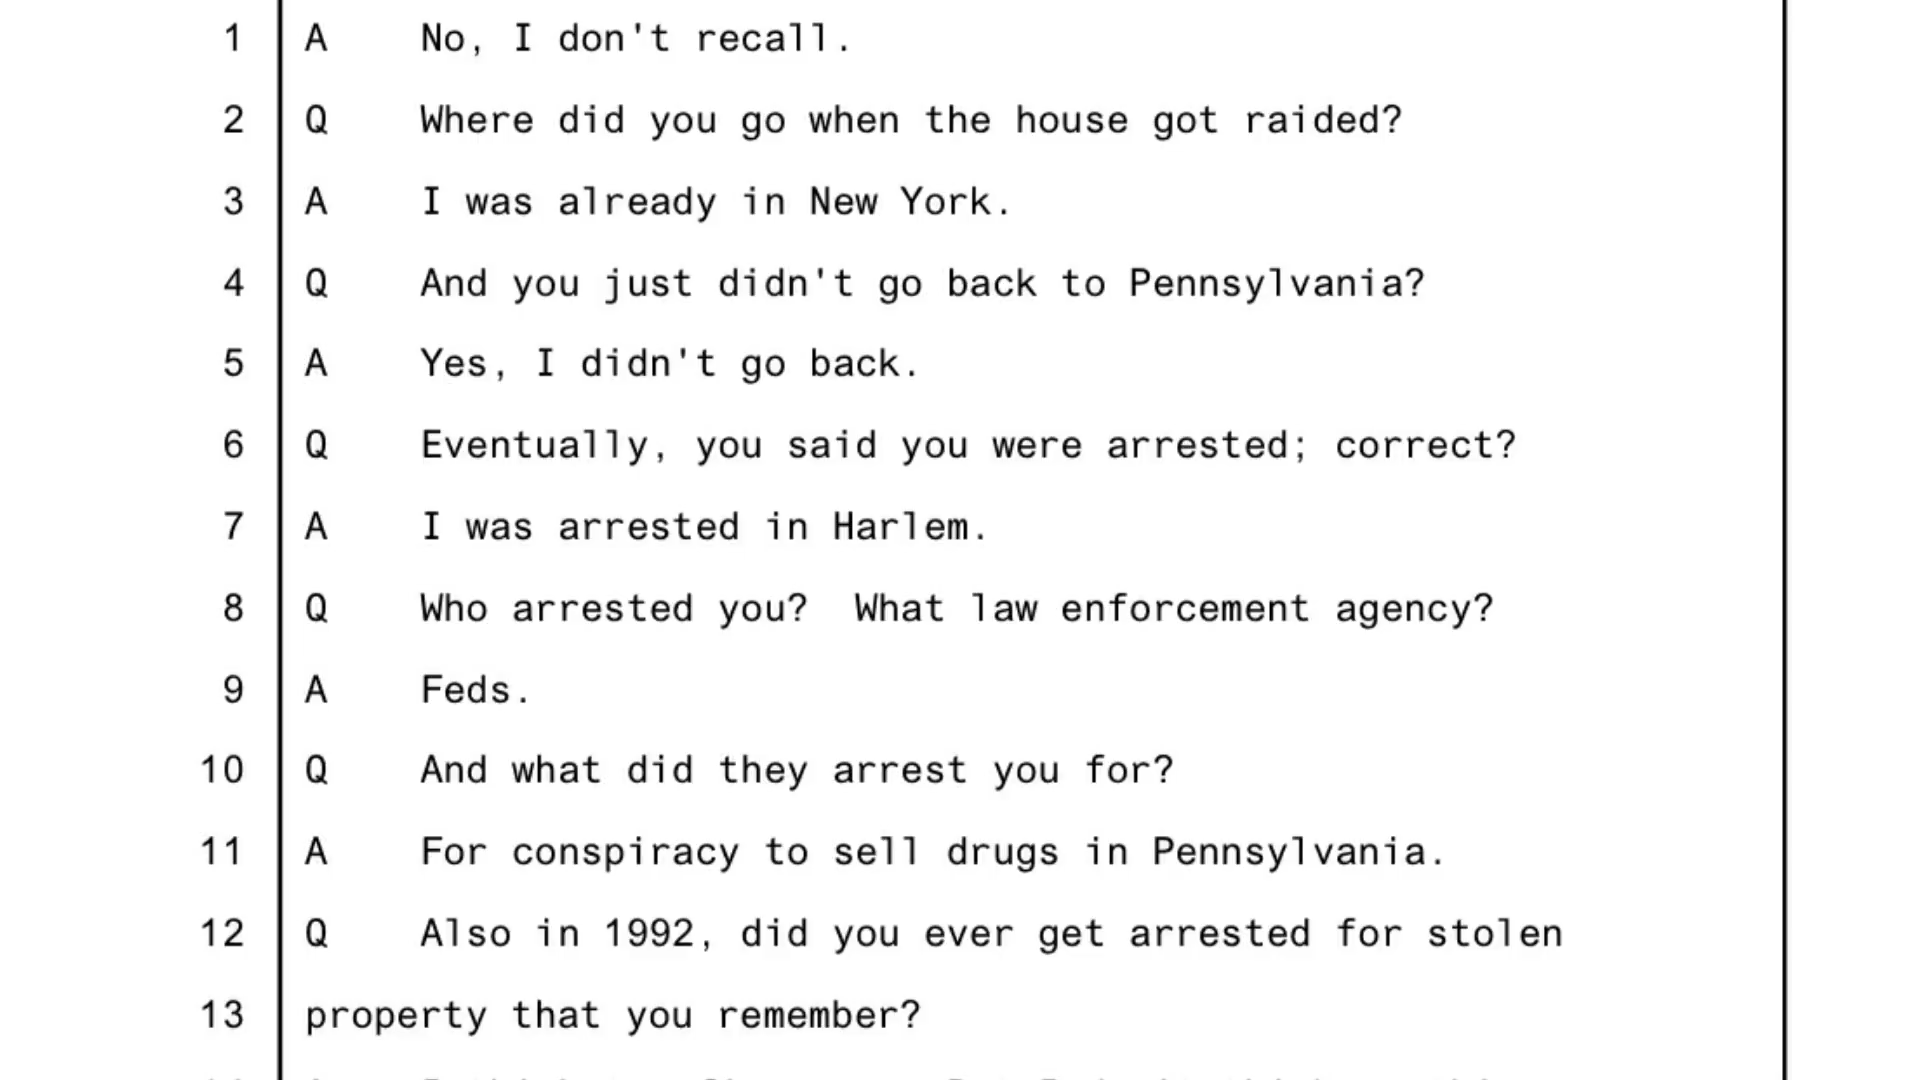 1 A No, I don't recall.
2 Q Where did you go when the house got raided?
3 A I was already in New York.
4 Q And you just didn't go back to Pennsylvania?
5 A Yes, I didn't go back.
6 Q Eventually, you said you were arrested; correct?
7 A I was arrested in Harlem.
8 Q Who arrested you? What law enforcement agency?
9 A Feds.
10 Q And what did they arrest you for?
11 A For conspiracy to sell drugs in Pennsylvania.
12 Q Also in 1992, did you ever get arrested for stolen
13 property that you remember?